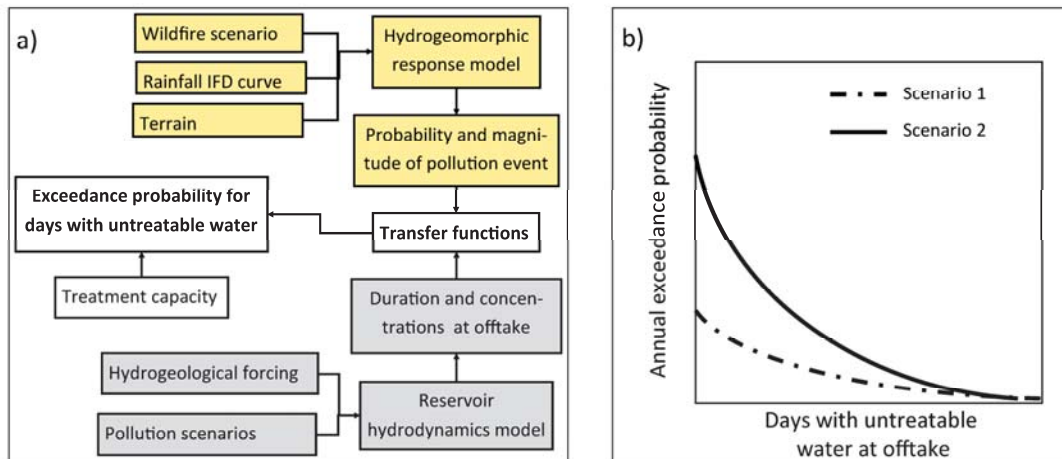 a)
Wildfire scenario
Rainfall IFD curve
Terrain
Hydrogeomorphic
response model
Probability and magni-
tude of pollution event
Exceedance probability for
days with untreatable water
Transfer functions
Treatment capacity
Duration and concen-
trations at offtake
Hydrogeological forcing
Pollution scenarios
Reservoir
hydrodynamics model
b)
Annual exceedance probability
Scenario 1
Scenario 2
Days with untreatable
water at offtake